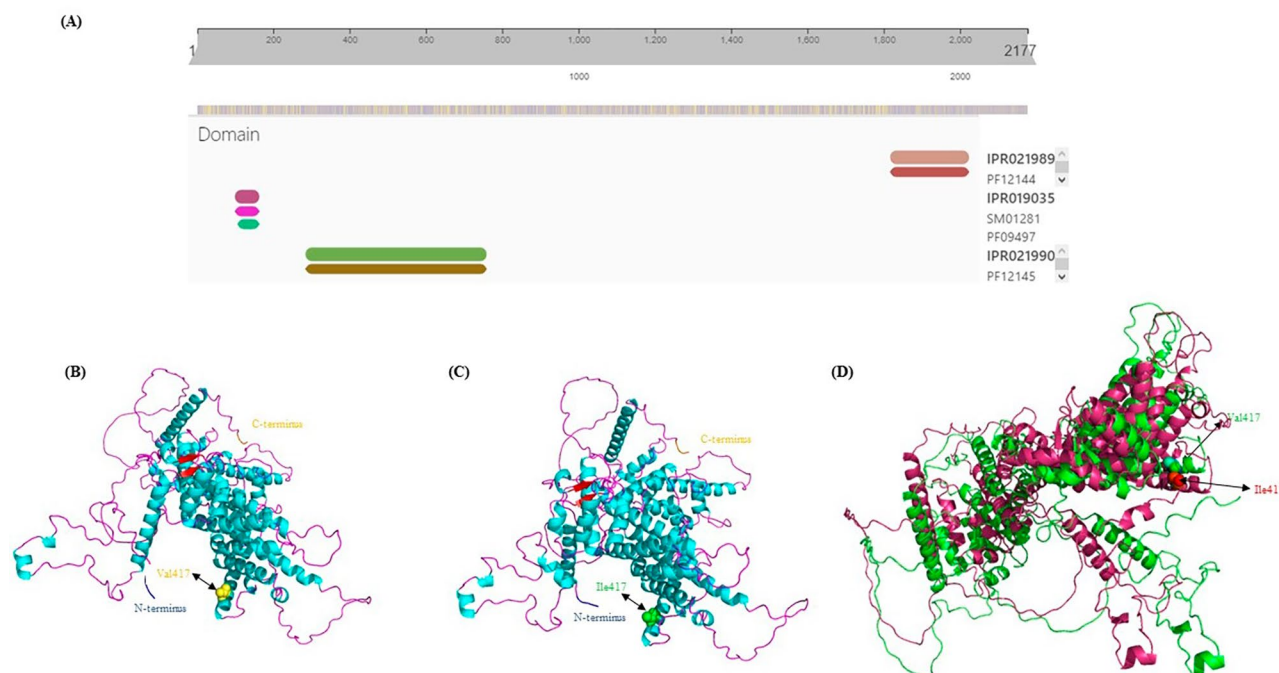 (A)
200 400 600 800 1,000 1,200 1,400 1,600 1,800 2,000
1 2177
1000 2000
Domain
IPR021989
PF12144
IPR019035
SM01281
PF09497
IPR021990
PF12145
(B) (C) (D)
C-terminus
Val417
N-terminus
C-terminus
Ile417
N-terminus
Val417
Ile41